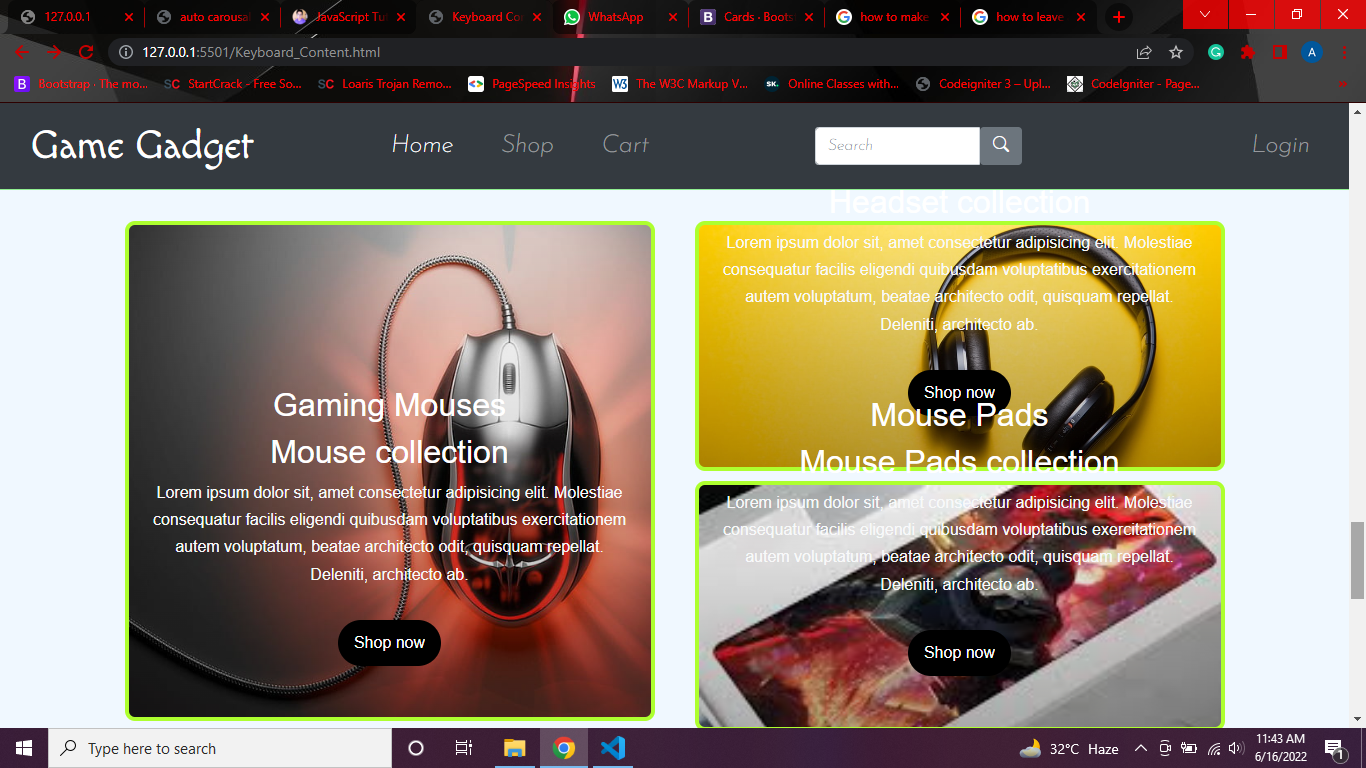 127.0.0.1
auto carousal
JavaScript Tut
Keyboard Con
WhatsApp
Cards · Boots
how to make
how to leave
127.0.0.1:5501/Keyboard_Content.html
G
A
Bootstrap · The mo...
StartCrack - Free So...
Loaris Trojan Remo...
PageSpeed Insights
The W3C Markup V...
Online Classes with...
Codeigniter 3 – Upl...
CodeIgniter - Page...
Game Gadget
Home
Shop
Cart
Search
Login
Gaming Mouses
Mouse collection
Lorem ipsum dolor sit, amet consectetur adipisicing elit. Molestiae
consequatur facilis eligendi quibusdam voluptatibus exercitationem
autem voluptatum, beatae architecto odit, quisquam repellat.
Deleniti, architecto ab.
Shop now
Headset collection
Lorem ipsum dolor sit, amet consectetur adipisicing elit. Molestiae
consequatur facilis eligendi quibusdam voluptatibus exercitationem
autem voluptatum, beatae architecto odit, quisquam repellat.
Deleniti, architecto ab.
Shop now
Mouse Pads
Mouse Pads collection
Lorem ipsum dolor sit, amet consectetur adipisicing elit. Molestiae
consequatur facilis eligendi quibusdam voluptatibus exercitationem
autem voluptatum, beatae architecto odit, quisquam repellat.
Deleniti, architecto ab.
Shop now
Type here to search
32°C Haze
11:43 AM
6/16/2022
1